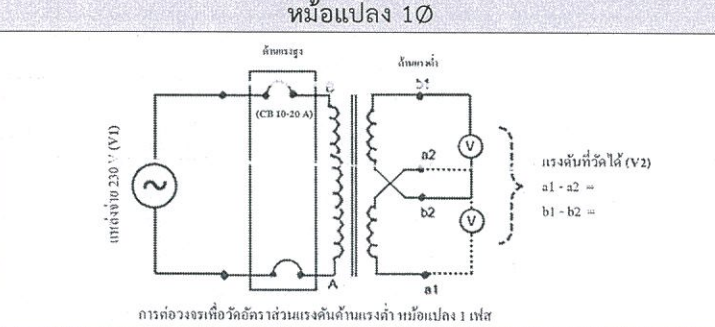 หม้อแปลง 1Ø
ด้านแรงสูง
ด้านแรงต่ำ
b1
B
(CB 10-20 A)
แหล่งจ่าย 230 V (V1)
V
a2
แรงดันที่วัดได้ (V2)
a1 - a2 =
b2
b1 - b2 =
V
A
a1
การต่อวงจรเพื่อวัดอัตราส่วนแรงดันด้านแรงต่ำ หม้อแปลง 1 เฟส